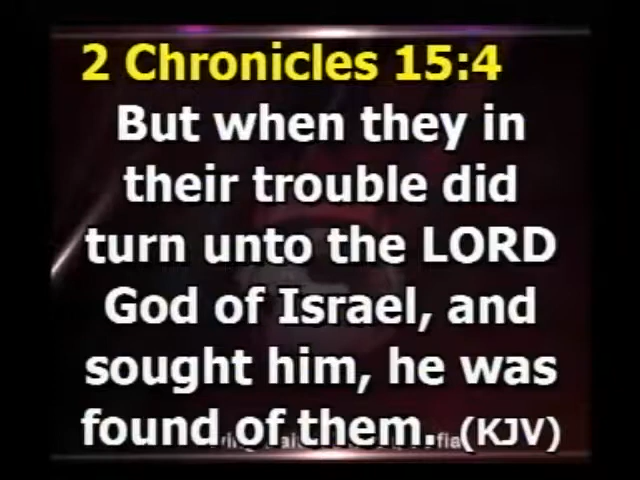 2 Chronicles 15:4
But when they in
their trouble did
turn unto the LORD
God of Israel, and
sought him, he was
found of them. (KJV)